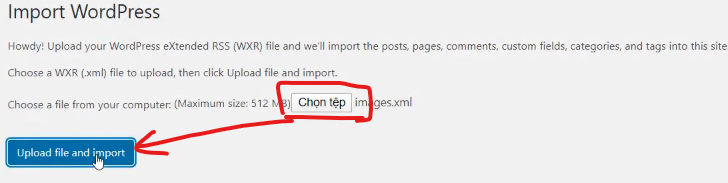 Import WordPress
Howdy! Upload your WordPress eXtended RSS (WXR) file and we'll import the posts, pages, comments, custom fields, categories, and tags into this site
Choose a WXR (.xml) file to upload, then click Upload file and import.
Choose a file from your computer: (Maximum size: 512 MB) Chọn tệp images.xml
Upload file and import